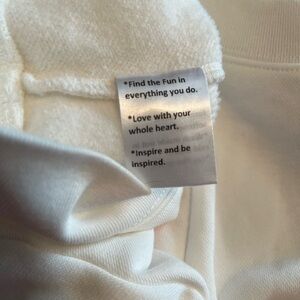 *Find the Fun in
everything you do.
*Love with your
whole heart.
*Inspire and be
inspired.